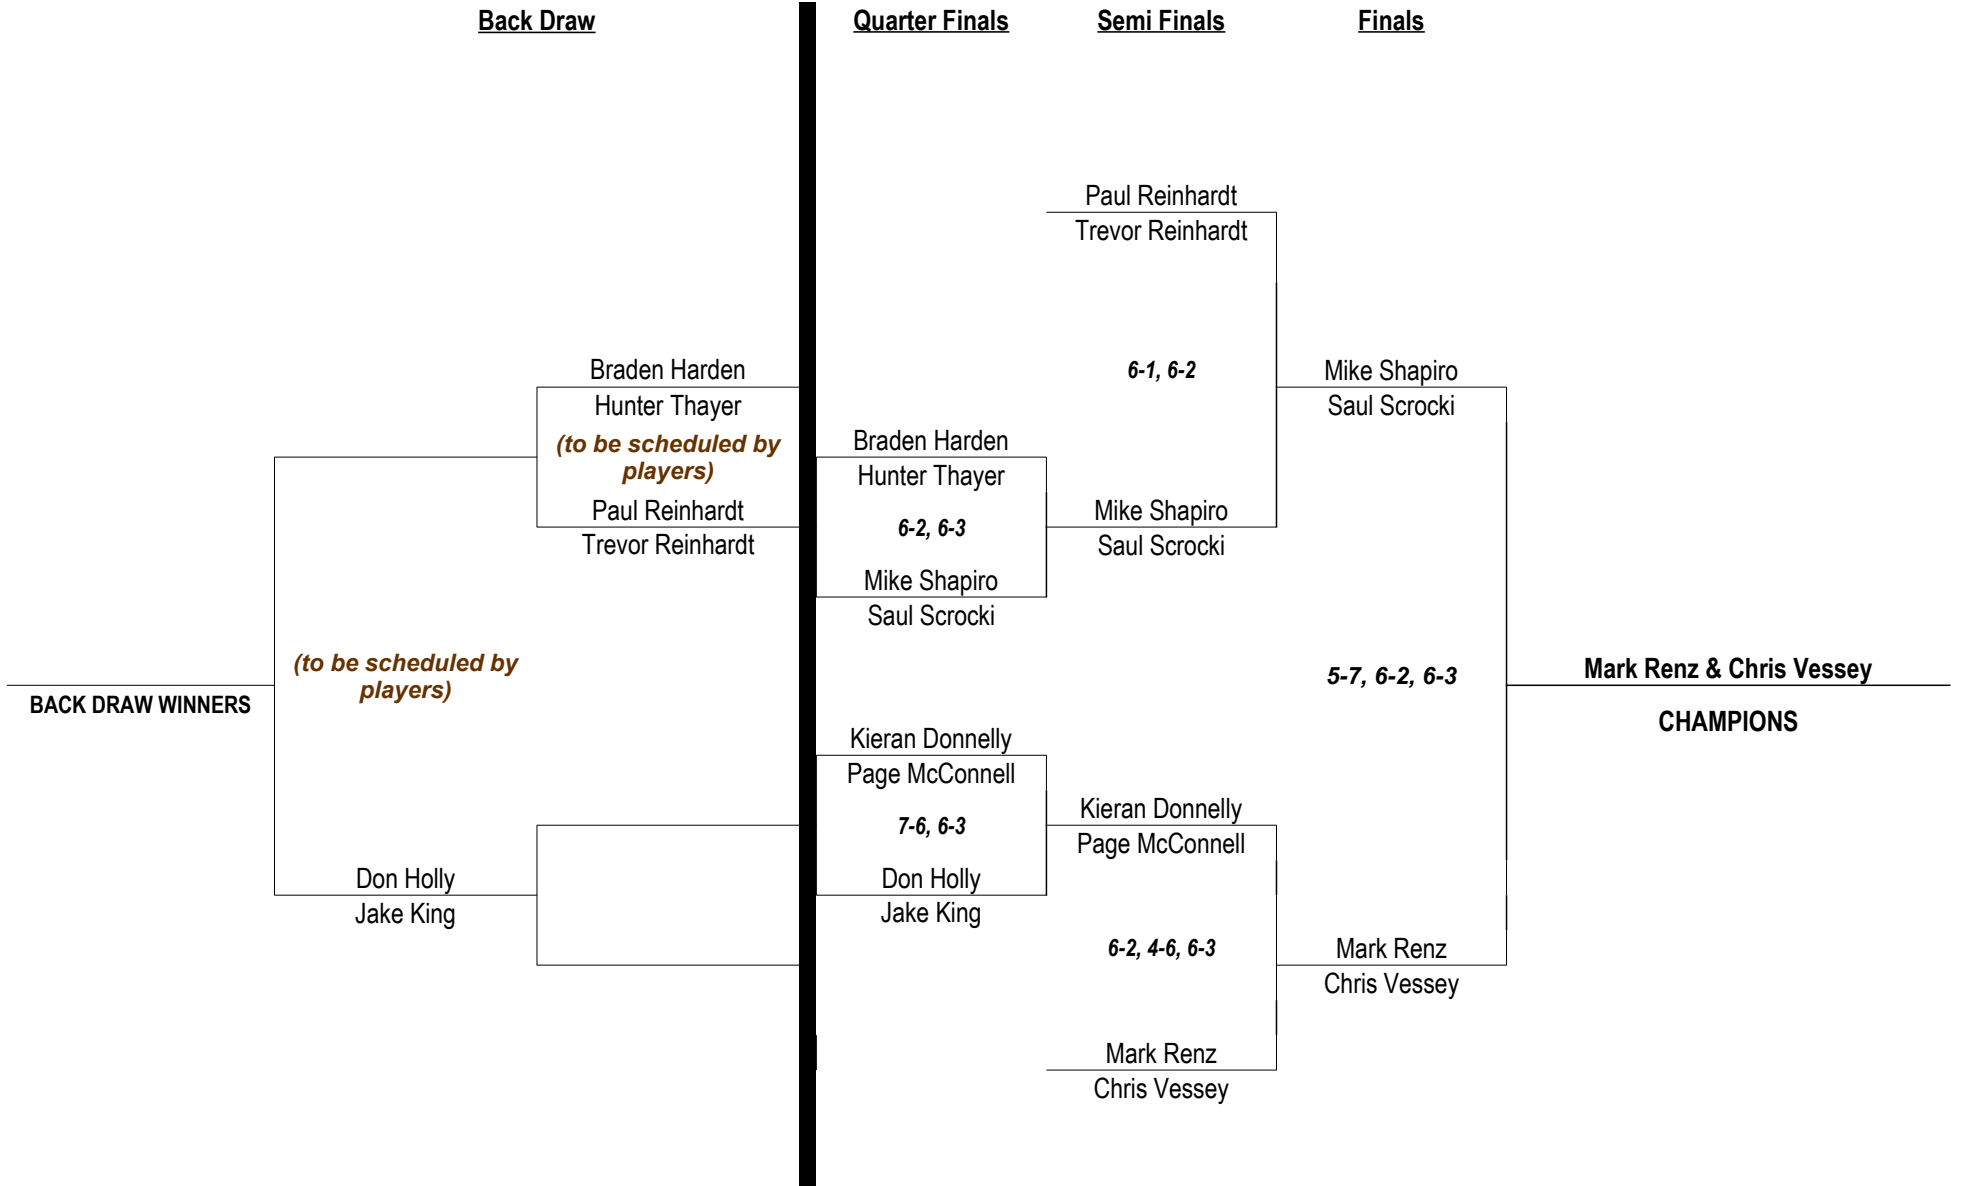 Back Draw
Quarter Finals
Semi Finals
Finals
Paul Reinhardt
Trevor Reinhardt
6-1, 6-2
Mike Shapiro
Saul Scrocki
Braden Harden
Hunter Thayer
(to be scheduled by
players)
Paul Reinhardt
Trevor Reinhardt
Braden Harden
Hunter Thayer
6-2, 6-3
Mike Shapiro
Saul Scrocki
Mike Shapiro
Saul Scrocki
(to be scheduled by
players)
BACK DRAW WINNERS
5-7, 6-2, 6-3
Mark Renz & Chris Vessey
CHAMPIONS
Kieran Donnelly
Page McConnell
7-6, 6-3
Don Holly
Jake King
Kieran Donnelly
Page McConnell
Don Holly
Jake King
6-2, 4-6, 6-3
Mark Renz
Chris Vessey
Mark Renz
Chris Vessey